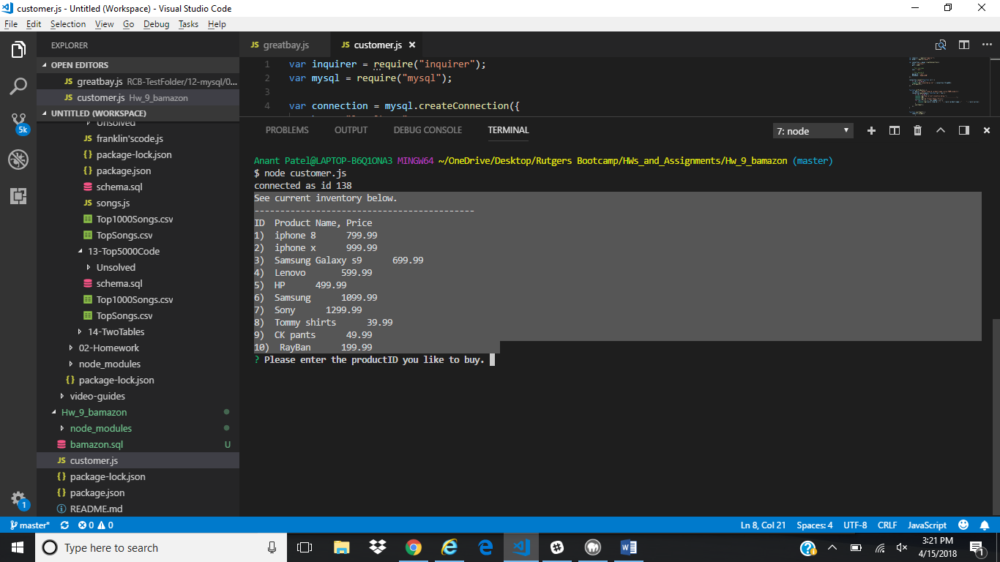 customer.js - Untitled (Workspace) - Visual Studio Code
File Edit Selection View Go Debug Tasks Help
EXPLORER
OPEN EDITORS
JS greatbay.js RCB-TestFolder/12-mysql/0...
JS customer.js Hw_9_bamazon
UNTITLED (WORKSPACE)
Unsolved
JS franklin'scode.js
{} package-lock.json
{} package.json
schema.sql
JS songs.js
Top1000Songs.csv
TopSongs.csv
13-Top5000Code
Unsolved
schema.sql
Top1000Songs.csv
TopSongs.csv
14-TwoTables
02-Homework
node_modules
{} package-lock.json
video-guides
Hw_9_bamazon
node_modules
bamazon.sql U
JS customer.js
{} package-lock.json
{} package.json
README.md
5k
1
JS greatbay.js JS customer.js
1 var inquirer = require("inquirer");
2 var mysql = require("mysql");
3
4 var connection = mysql.createConnection({
PROBLEMS OUTPUT DEBUG CONSOLE TERMINAL 7: node
Anant Patel@LAPTOP-B6Q1ONA3 MINGW64 ~/OneDrive/Desktop/Rutgers Bootcamp/HWs_and_Assignments/Hw_9_bamazon (master)
$ node customer.js
connected as id 138
See current inventory below.
-------------------------------------------
ID Product Name, Price
1) iphone 8 799.99
2) iphone x 999.99
3) Samsung Galaxy s9 699.99
4) Lenovo 599.99
5) HP 499.99
6) Samsung 1099.99
7) Sony 1299.99
8) Tommy shirts 39.99
9) CK pants 49.99
10) RayBan 199.99
? Please enter the productID you like to buy.
master* 0 0 Ln 8, Col 21 Spaces: 4 UTF-8 CRLF JavaScript
Type here to search
3:21 PM
4/15/2018
1